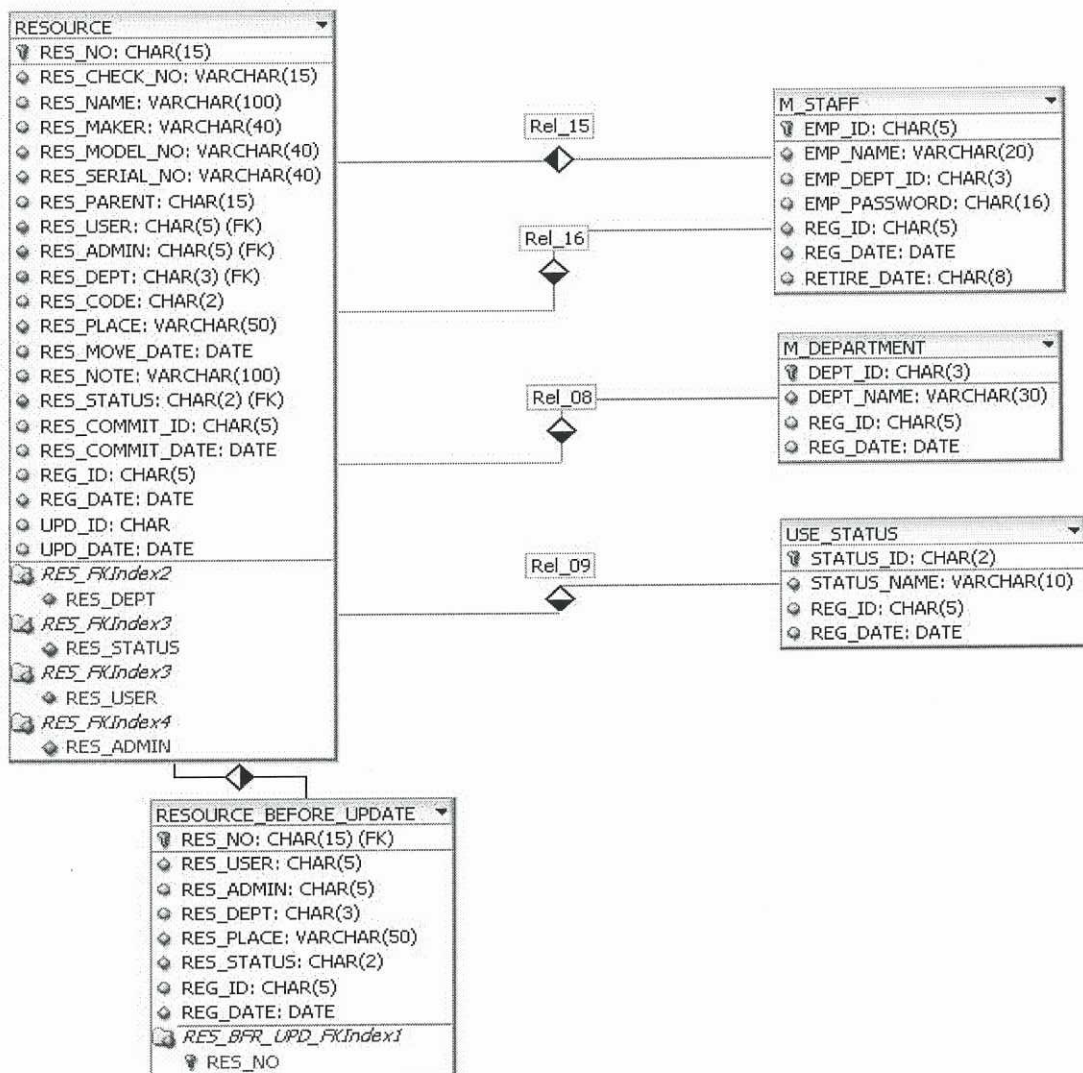 RESOURCE
RES_NO: CHAR(15)
RES_CHECK_NO: VARCHAR(15)
RES_NAME: VARCHAR(100)
RES_MAKER: VARCHAR(40)
RES_MODEL_NO: VARCHAR(40)
RES_SERIAL_NO: VARCHAR(40)
RES_PARENT: CHAR(15)
RES_USER: CHAR(5) (FK)
RES_ADMIN: CHAR(5) (FK)
RES_DEPT: CHAR(3) (FK)
RES_CODE: CHAR(2)
RES_PLACE: VARCHAR(50)
RES_MOVE_DATE: DATE
RES_NOTE: VARCHAR(100)
RES_STATUS: CHAR(2) (FK)
RES_COMMIT_ID: CHAR(5)
RES_COMMIT_DATE: DATE
REG_ID: CHAR(5)
REG_DATE: DATE
UPD_ID: CHAR
UPD_DATE: DATE
RES_FKIndex2
RES_DEPT
RES_FKIndex3
RES_STATUS
RES_FKIndex3
RES_USER
RES_FKIndex4
RES_ADMIN
Rel_15
Rel_16
Rel_08
Rel_09
M_STAFF
EMP_ID: CHAR(5)
EMP_NAME: VARCHAR(20)
EMP_DEPT_ID: CHAR(3)
EMP_PASSWORD: CHAR(16)
REG_ID: CHAR(5)
REG_DATE: DATE
RETIRE_DATE: CHAR(8)
M_DEPARTMENT
DEPT_ID: CHAR(3)
DEPT_NAME: VARCHAR(30)
REG_ID: CHAR(5)
REG_DATE: DATE
USE_STATUS
STATUS_ID: CHAR(2)
STATUS_NAME: VARCHAR(10)
REG_ID: CHAR(5)
REG_DATE: DATE
RESOURCE_BEFORE_UPDATE
RES_NO: CHAR(15) (FK)
RES_USER: CHAR(5)
RES_ADMIN: CHAR(5)
RES_DEPT: CHAR(3)
RES_PLACE: VARCHAR(50)
RES_STATUS: CHAR(2)
REG_ID: CHAR(5)
REG_DATE: DATE
RES_BFR_UPD_FKIndex1
RES_NO